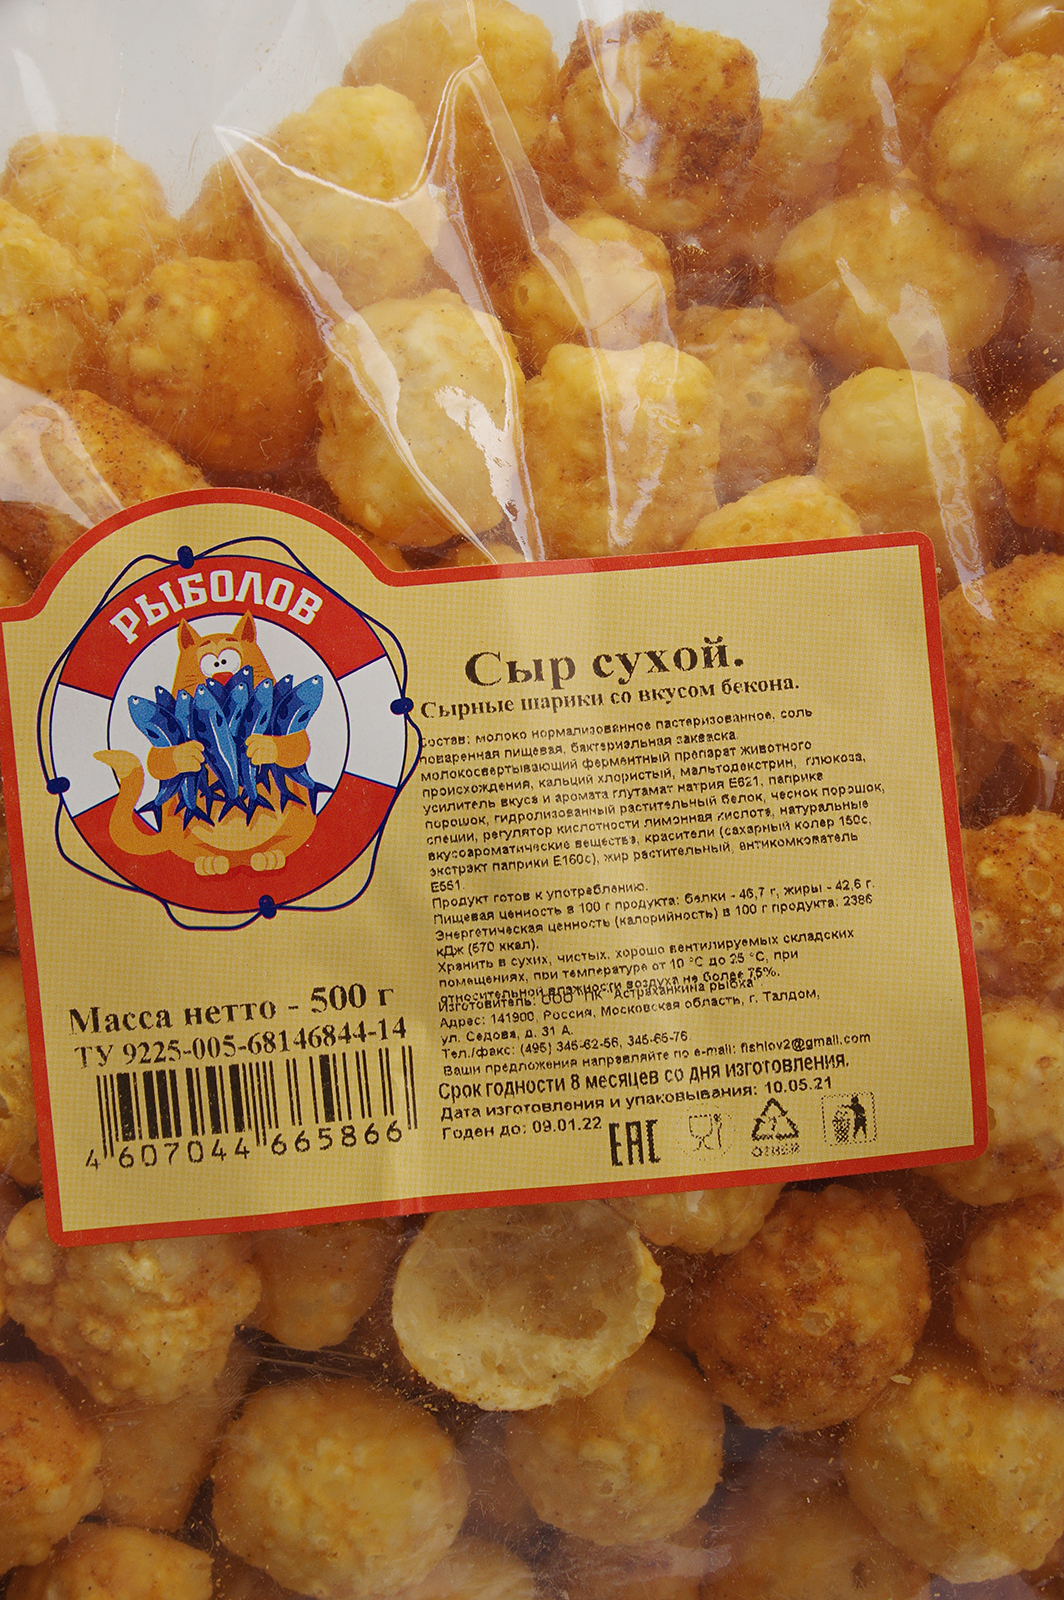 РЫБОЛОВ
Сыр сухой.
Сырные шарики со вкусом бекона.
Состав: молоко нормализованное пастеризованное, соль
поваренная пищевая, бактериальная закваска,
молокосвертывающий ферментный препарат животного
происхождения, кальций хлористый, мальтодекстрин, глюкоза,
усилитель вкуса и аромата глутамат натрия Е621, паприка
порошок, гидролизованный растительный белок, чеснок порошок,
специи, регулятор кислотности лимонная кислота, натуральные
вкусоароматические вещества, красители (сахарный колер 150с,
экстракт паприки Е160с), жир растительный, антикомкователь
Е551.
Продукт готов к употреблению.
Пищевая ценность в 100 г продукта: белки - 46,7 г, жиры - 42,6 г.
Энергетическая ценность (калорийность) в 100 г продукта: 2386
кДж (570 ккал).
Хранить в сухих, чистых, хорошо вентилируемых складских
помещениях, при температуре от 10 °C до 25 °C, при
относительной влажности воздуха не более 75%.
Изготовитель: ООО "ПК "Астраханкина рыбка"
Адрес: 141900, Россия, Московская область, г. Талдом,
ул. Седова, д. 31 А.
Тел./факс: (495) 345-62-56, 345-65-76.
Ваши предложения направляйте по e-mail: fishlov2@gmail.com
Срок годности 8 месяцев со дня изготовления.
Дата изготовления и упаковывания: 10.05.21
Годен до: 09.01.22
EAC
7
Масса нетто - 500 г
ТУ 9225-005-68146844-14
4 607044 665866